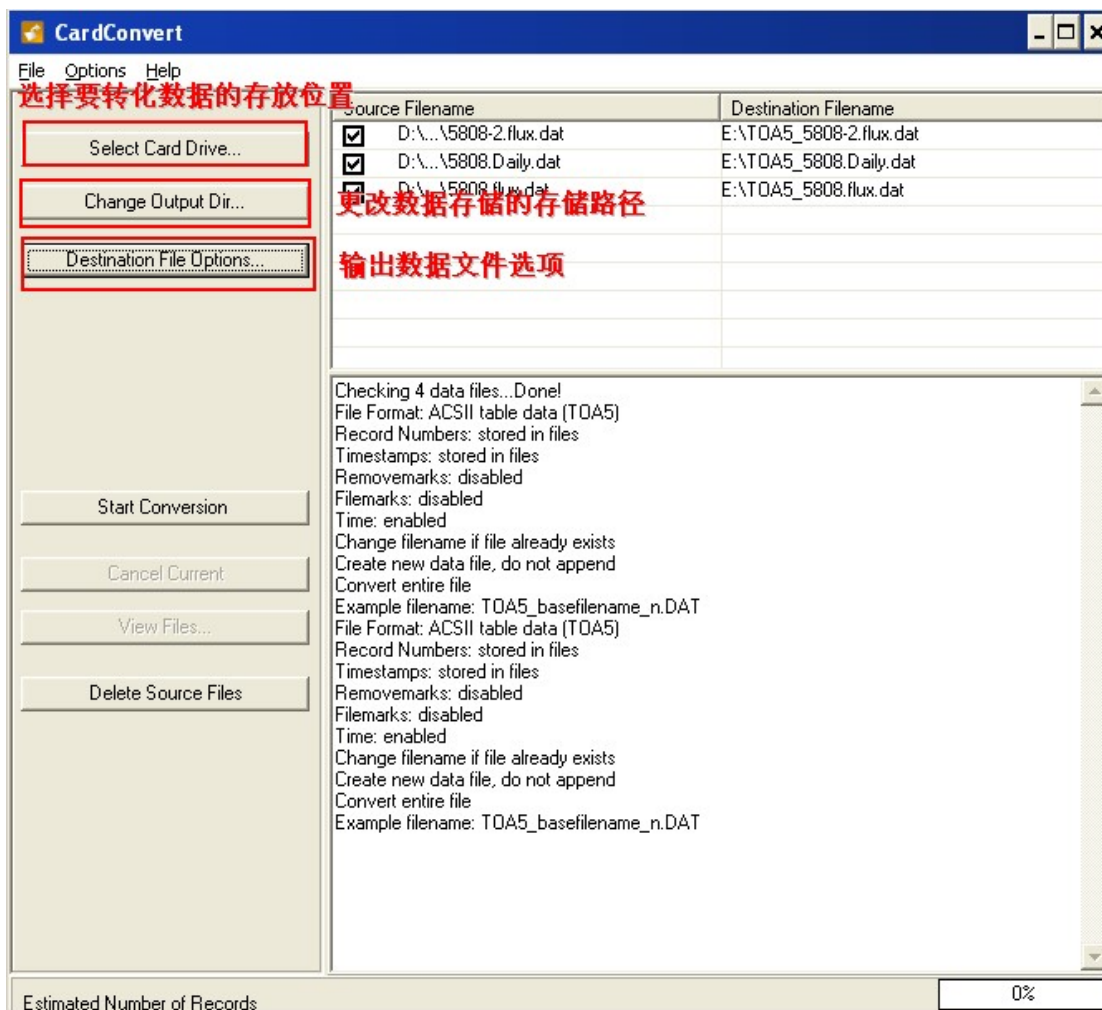 CardConvert
File Options Help
选择要转化数据的存放位置
Source Filename Destination Filename
Select Card Drive...
D:\...\5808-2.flux.dat E:\TOA5_5808-2.flux.dat
D:\...\5808.Daily.dat E:\TOA5_5808.Daily.dat
Change Output Dir...
D:\...\5808.flux.dat E:\TOA5_5808.flux.dat
更改数据存储的存储路径
Destination File Options...
输出数据文件选项
Checking 4 data files...Done!
File Format: ACSII table data (TOA5)
Record Numbers: stored in files
Timestamps: stored in files
Removemarks: disabled
Filemarks: disabled
Time: enabled
Change filename if file already exists
Create new data file, do not append
Convert entire file
Example filename: TOA5_basefilename_n.DAT
File Format: ACSII table data (TOA5)
Record Numbers: stored in files
Timestamps: stored in files
Removemarks: disabled
Filemarks: disabled
Time: enabled
Change filename if file already exists
Create new data file, do not append
Convert entire file
Example filename: TOA5_basefilename_n.DAT
Start Conversion
Cancel Current
View Files...
Delete Source Files
Estimated Number of Records
0%